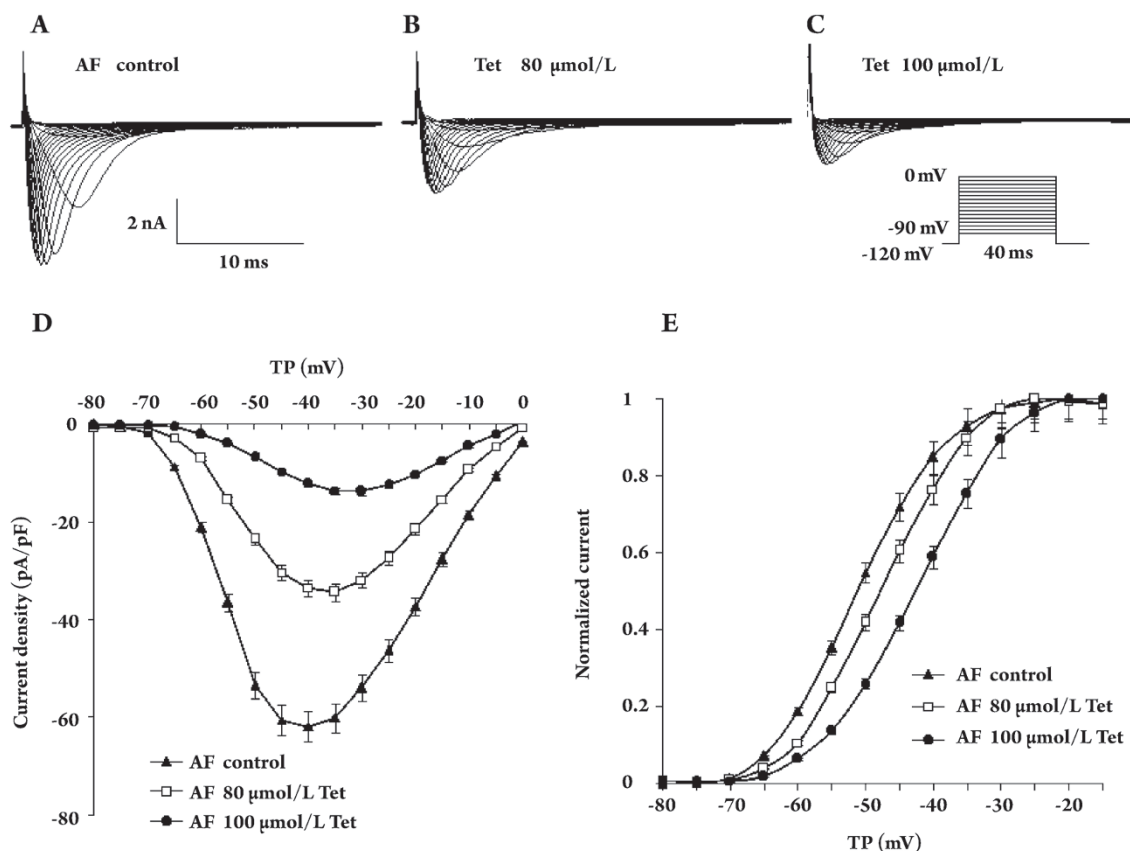 A
AF control
2 nA
10 ms
B
Tet 80 µmol/L
C
Tet 100 µmol/L
0 mV
-90 mV
-120 mV
40 ms
D
TP (mV)
-80 -70 -60 -50 -40 -30 -20 -10 0
0
-20
-40
-60
-80
Current density (pA/pF)
AF control
AF 80 µmol/L Tet
AF 100 µmol/L Tet
E
1
0.8
0.6
0.4
0.2
0
Normalized current
AF control
AF 80 µmol/L Tet
AF 100 µmol/L Tet
-80 -70 -60 -50 -40 -30 -20
TP (mV)